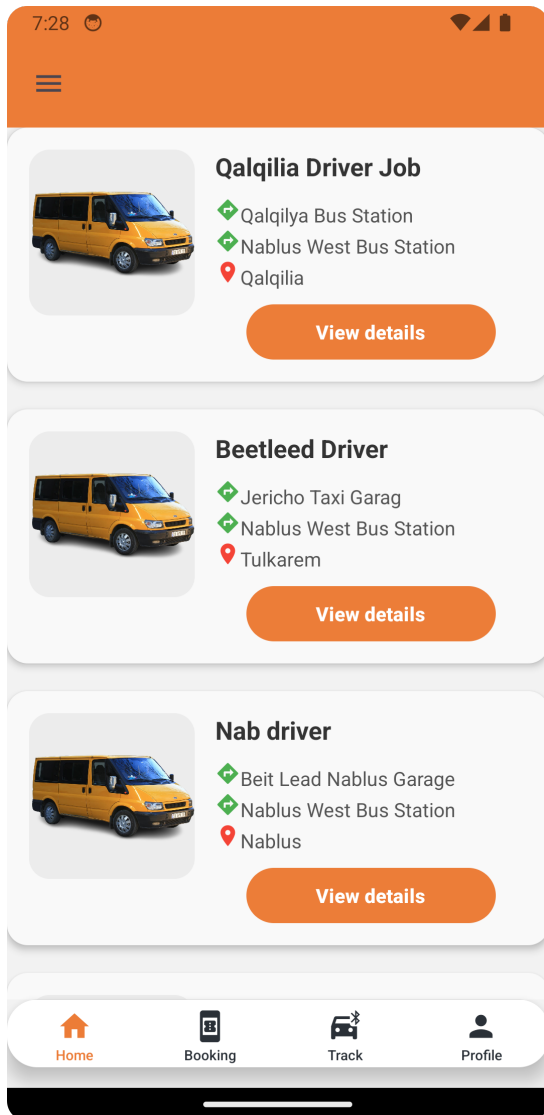 7:28
Qalqilia Driver Job
Qalqilya Bus Station
Nablus West Bus Station
Qalqilia
View details
Beetleed Driver
Jericho Taxi Garag
Nablus West Bus Station
Tulkarem
View details
Nab driver
Beit Lead Nablus Garage
Nablus West Bus Station
Nablus
View details
Home
Booking
Track
Profile